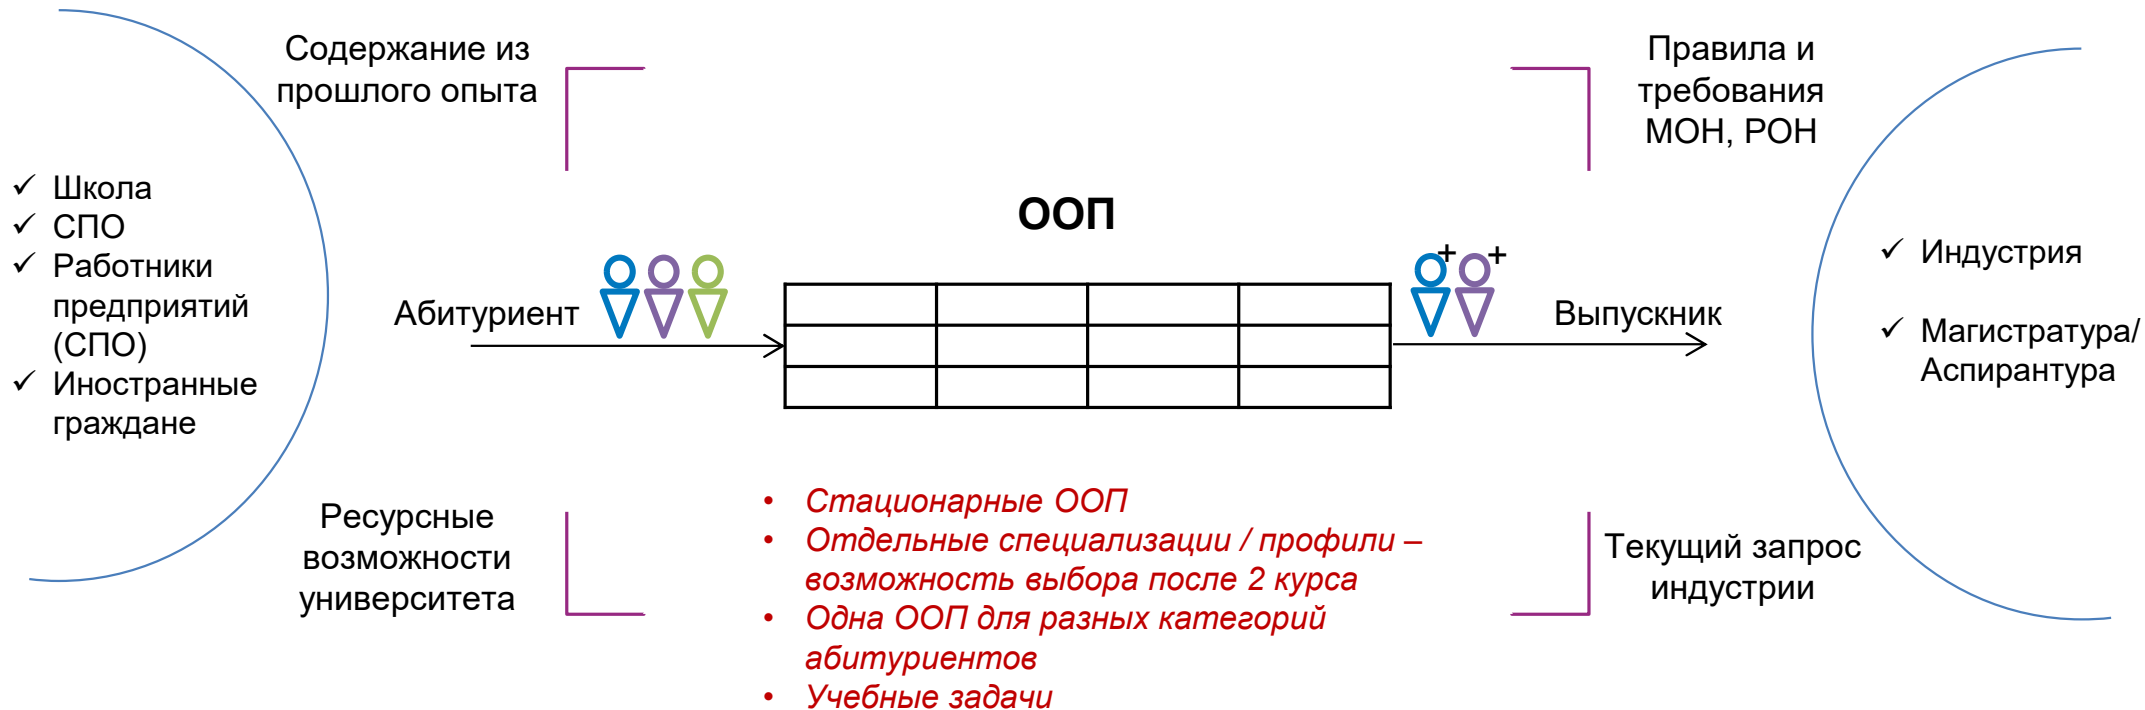 Содержание из
прошлого опыта
Правила и
требования
МОН, РОН
✓ Школа
✓ СПО
✓ Работники
предприятий
(СПО)
✓ Иностранные
граждане
ООП
Абитуриент
+ +
Выпускник
✓ Индустрия
✓ Магистратура/
Аспирантура
Ресурсные
возможности
университета
• Стационарные ООП
• Отдельные специализации / профили –
возможность выбора после 2 курса
• Одна ООП для разных категорий
абитуриентов
• Учебные задачи
Текущий запрос
индустрии